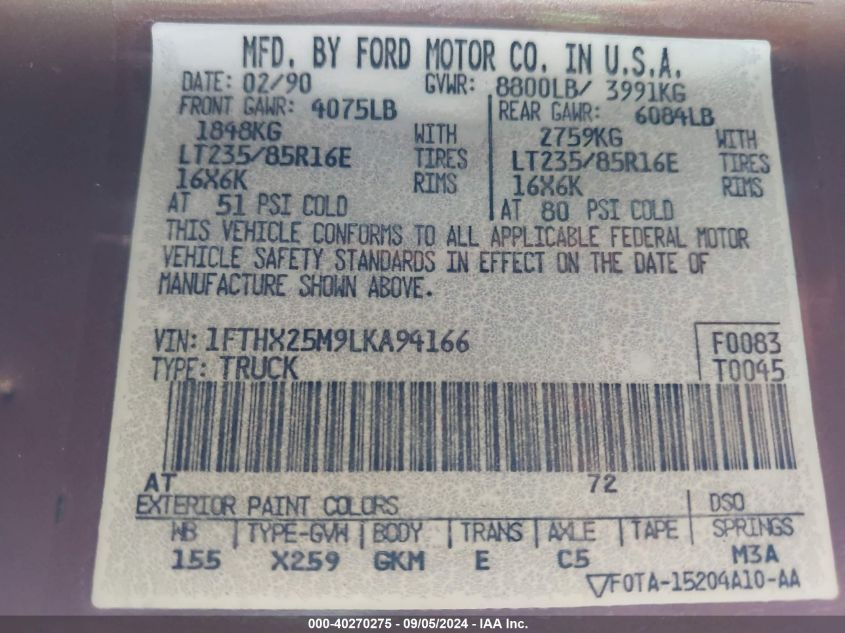 MFD. BY FORD MOTOR CO. IN U.S.A.
DATE: 02/90 GVWR: 8800LB/ 3991KG
FRONT GAWR: 4075LB REAR GAWR: 6084LB
1848KG WITH 2759KG WITH
LT235/85R16E TIRES LT235/85R16E TIRES
16X6K RIMS 16X6K RIMS
AT 51 PSI COLD AT 80 PSI COLD
THIS VEHICLE CONFORMS TO ALL APPLICABLE FEDERAL MOTOR
VEHICLE SAFETY STANDARDS IN EFFECT ON THE DATE OF
MANUFACTURE SHOWN ABOVE.
VIN: 1FTHX25M9LKA94166 F0083
TYPE: TRUCK T0045
AT 72
EXTERIOR PAINT COLORS DSO
WB TYPE-GVW BODY TRANS AXLE TAPE SPRINGS
155 X259 GKM E C5 M3A
▽F0TA-15204A10-AA
000-40270275 - 09/05/2024 - IAA Inc.